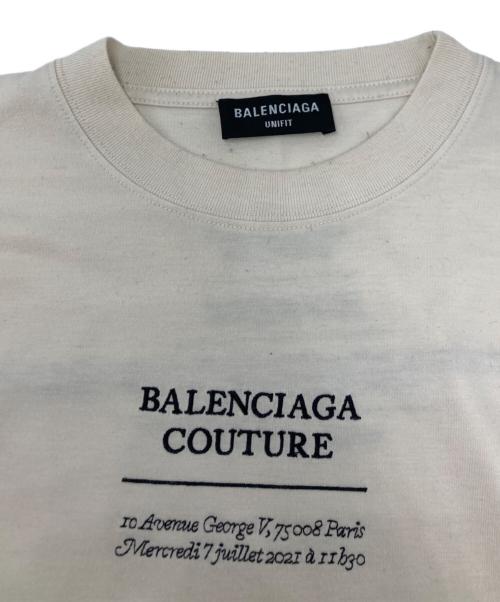 BALENCIAGA
UNIFIT
BALENCIAGA
COUTURE
10 Avenue George V, 75008 Paris
Mercredi 7 juillet 2021 à 11h30